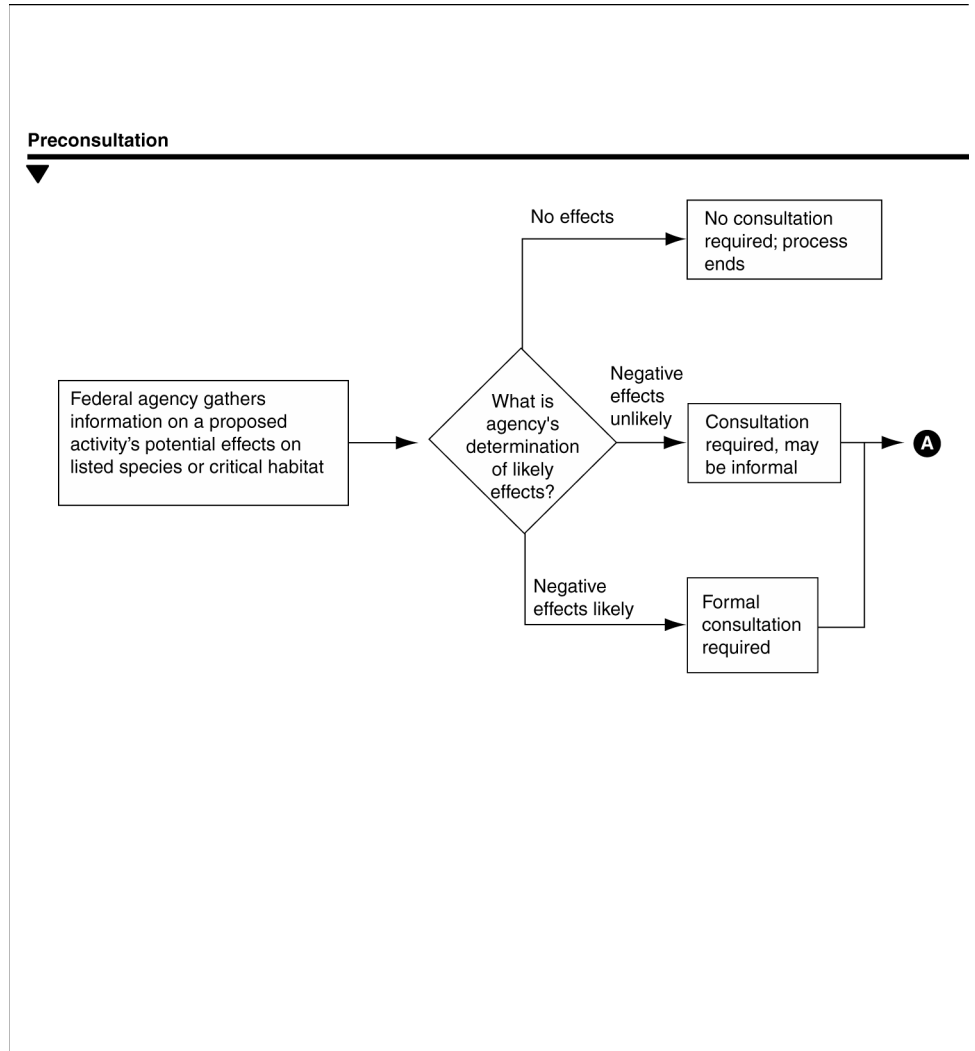 Preconsultation
No effects
No consultation
required; process
ends
Federal agency gathers
information on a proposed
activity’s potential effects on
listed species or critical habitat
What is
agency's
determination
of likely
effects?
Negative
effects
unlikely
Consultation
required, may
be informal
A
Negative
effects likely
Formal
consultation
required